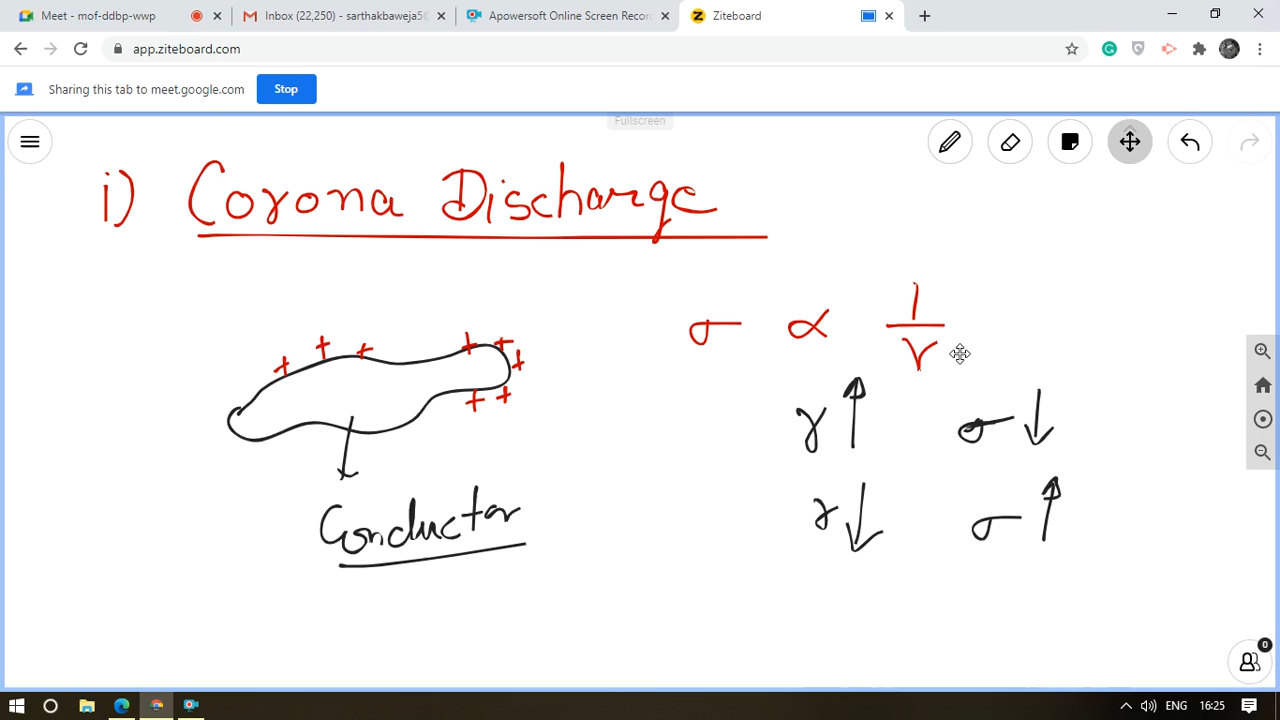 Meet - mof-ddbp-wwp
Inbox (22,250) - sarthakbaweja5
Apowersoft Online Screen Recor
Ziteboard
app.ziteboard.com
Sharing this tab to meet.google.com
Stop
Fullscreen
i) Corona Discharge
σ ∝ 1/r
r ↑ σ ↓
r ↓ σ ↑
+ + + + + + + +
Conductor
0
ENG 16:25